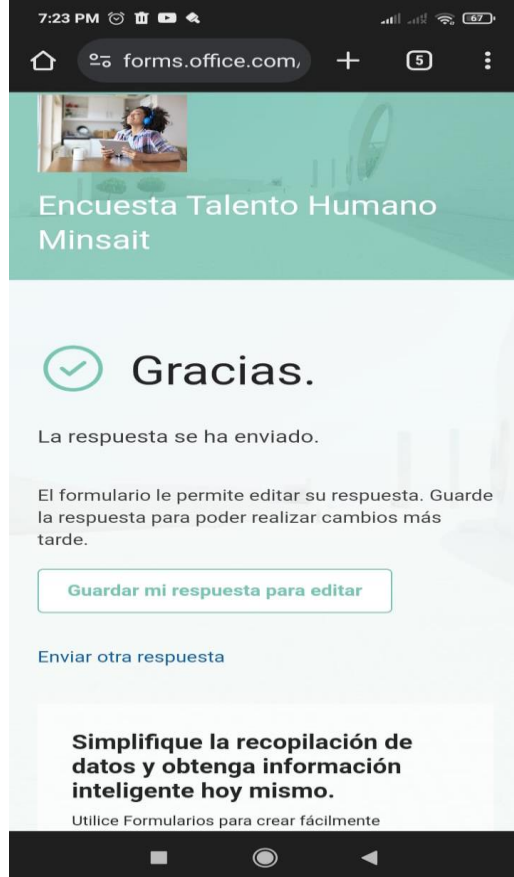 7:23 PM
67
forms.office.com/
5
Encuesta Talento Humano
Minsait
Gracias.
La respuesta se ha enviado.
El formulario le permite editar su respuesta. Guarde
la respuesta para poder realizar cambios más
tarde.
Guardar mi respuesta para editar
Enviar otra respuesta
Simplifique la recopilación de
datos y obtenga información
inteligente hoy mismo.
Utilice Formularios para crear fácilmente